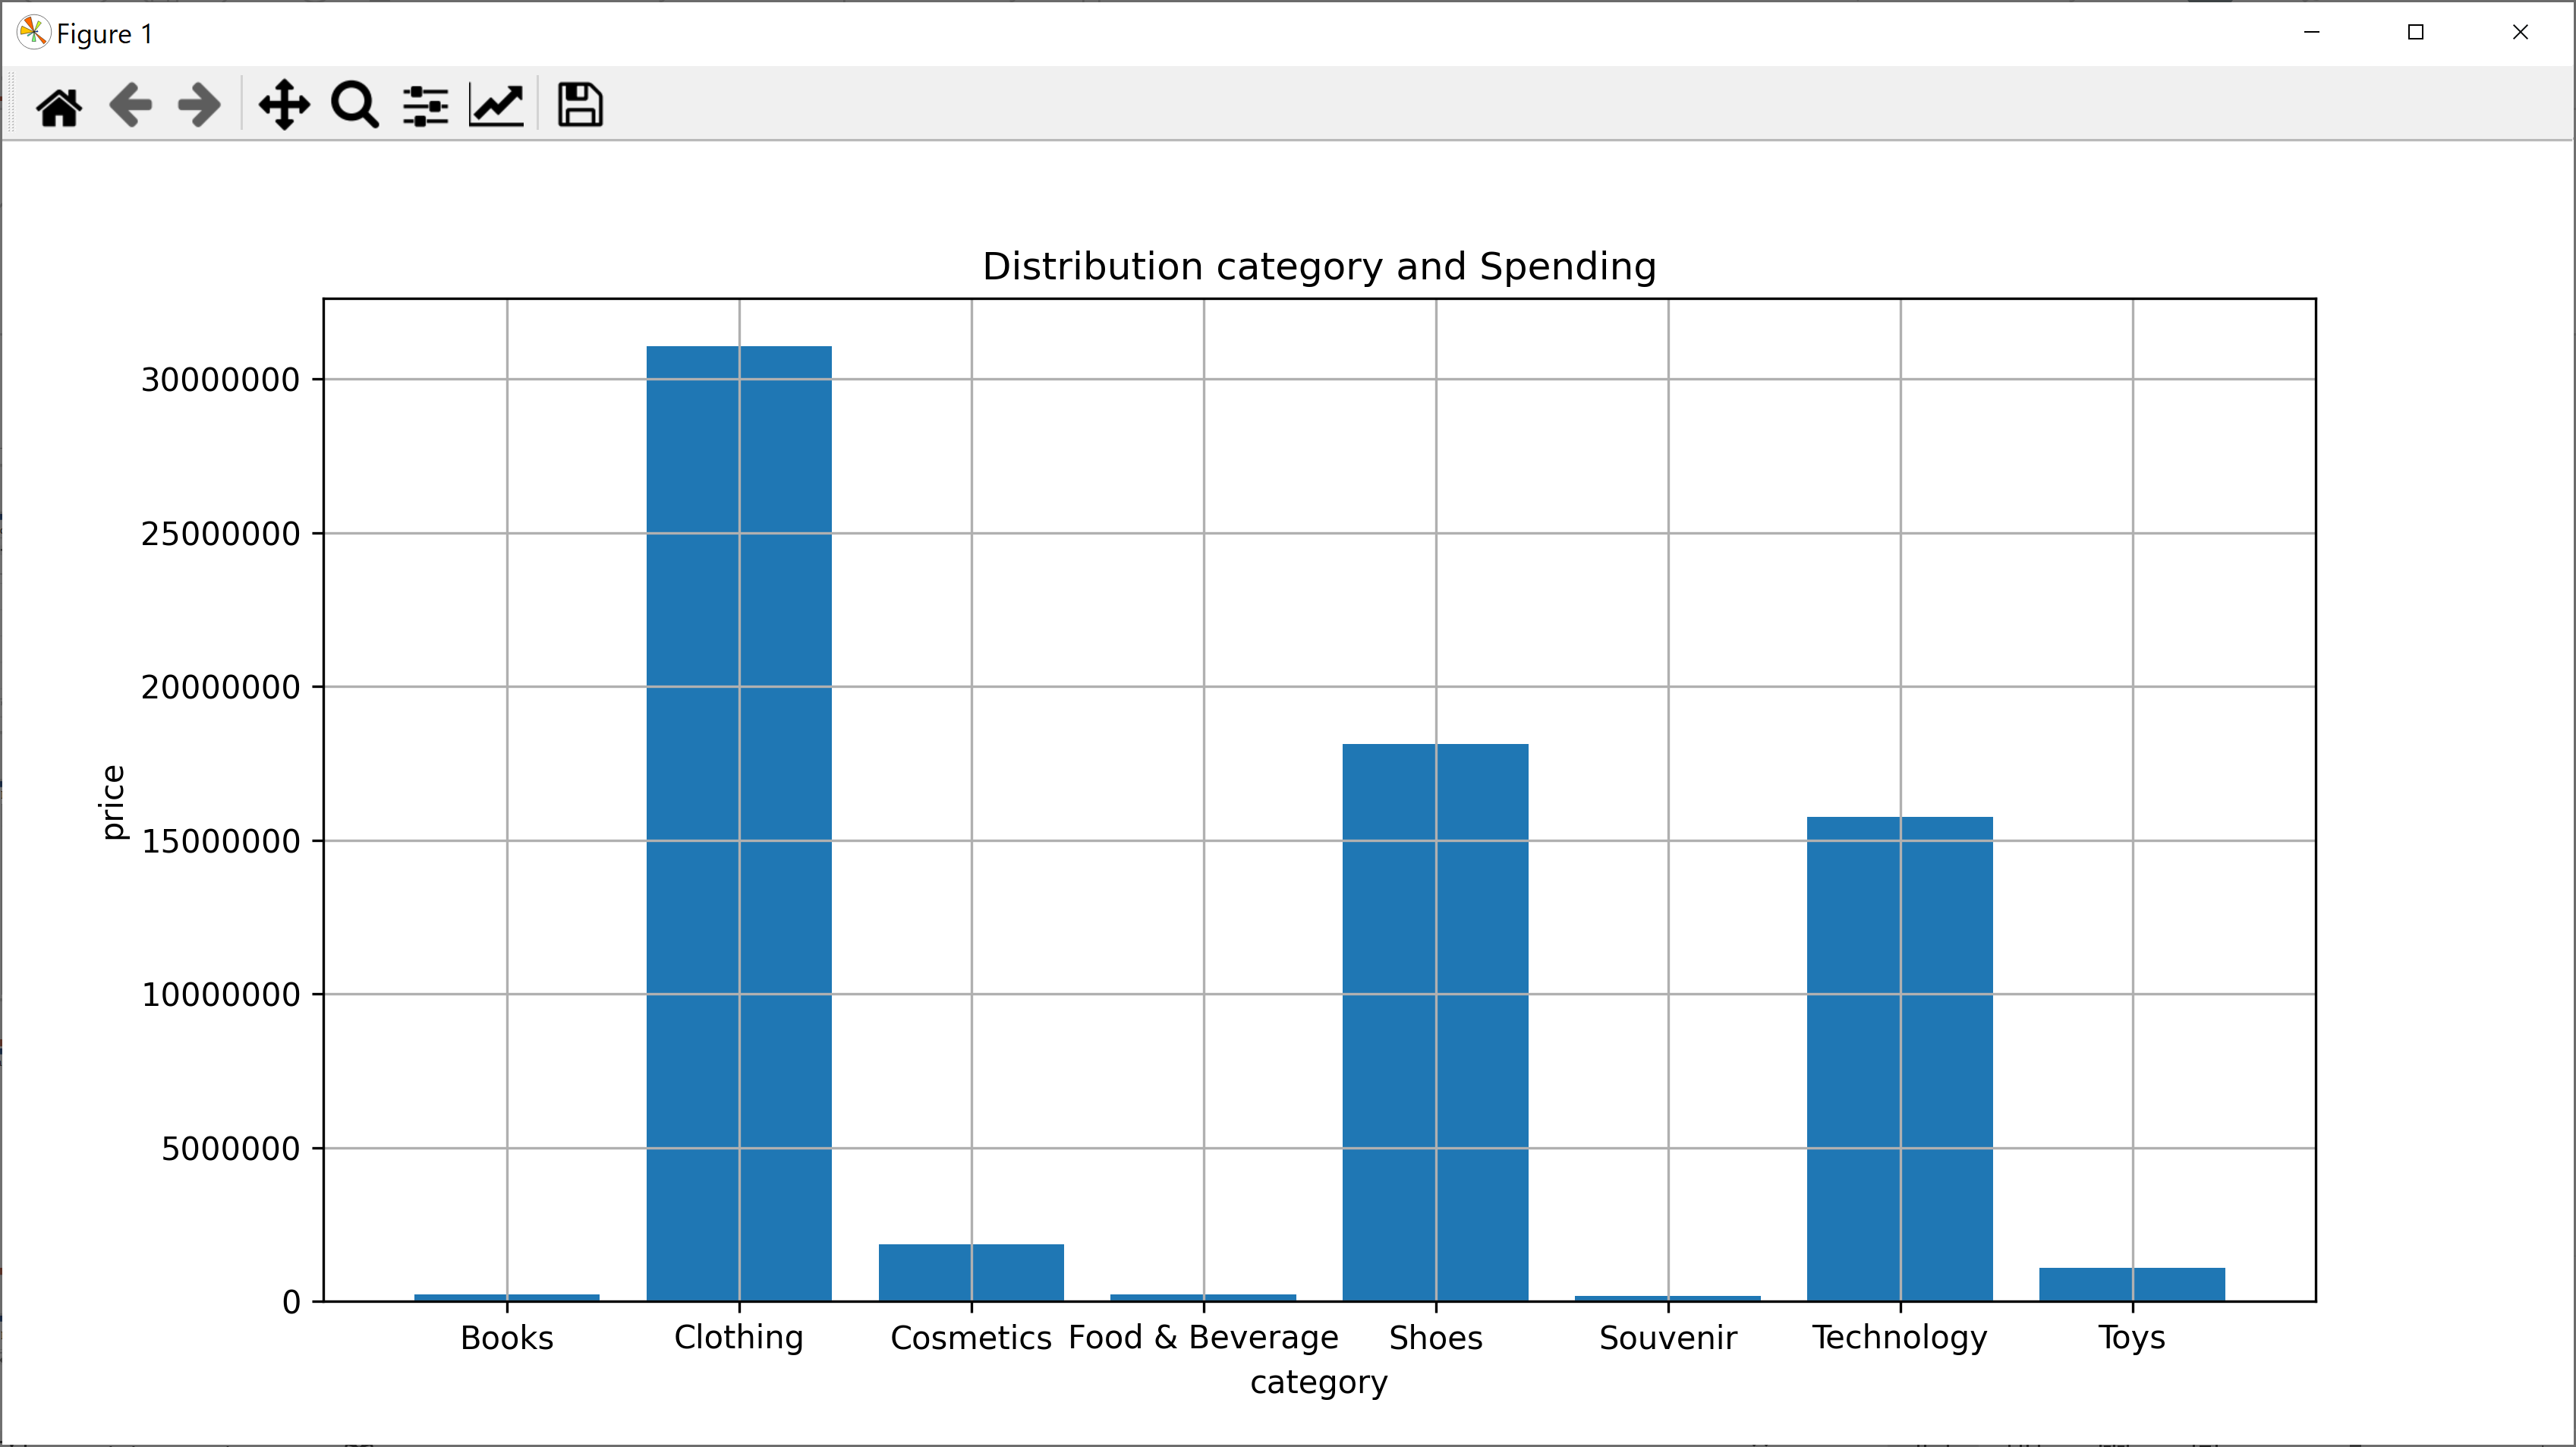 Figure 1
Distribution category and Spending
30000000
25000000
20000000
15000000
10000000
5000000
0
price
Books Clothing Cosmetics Food & Beverage Shoes Souvenir Technology Toys
category